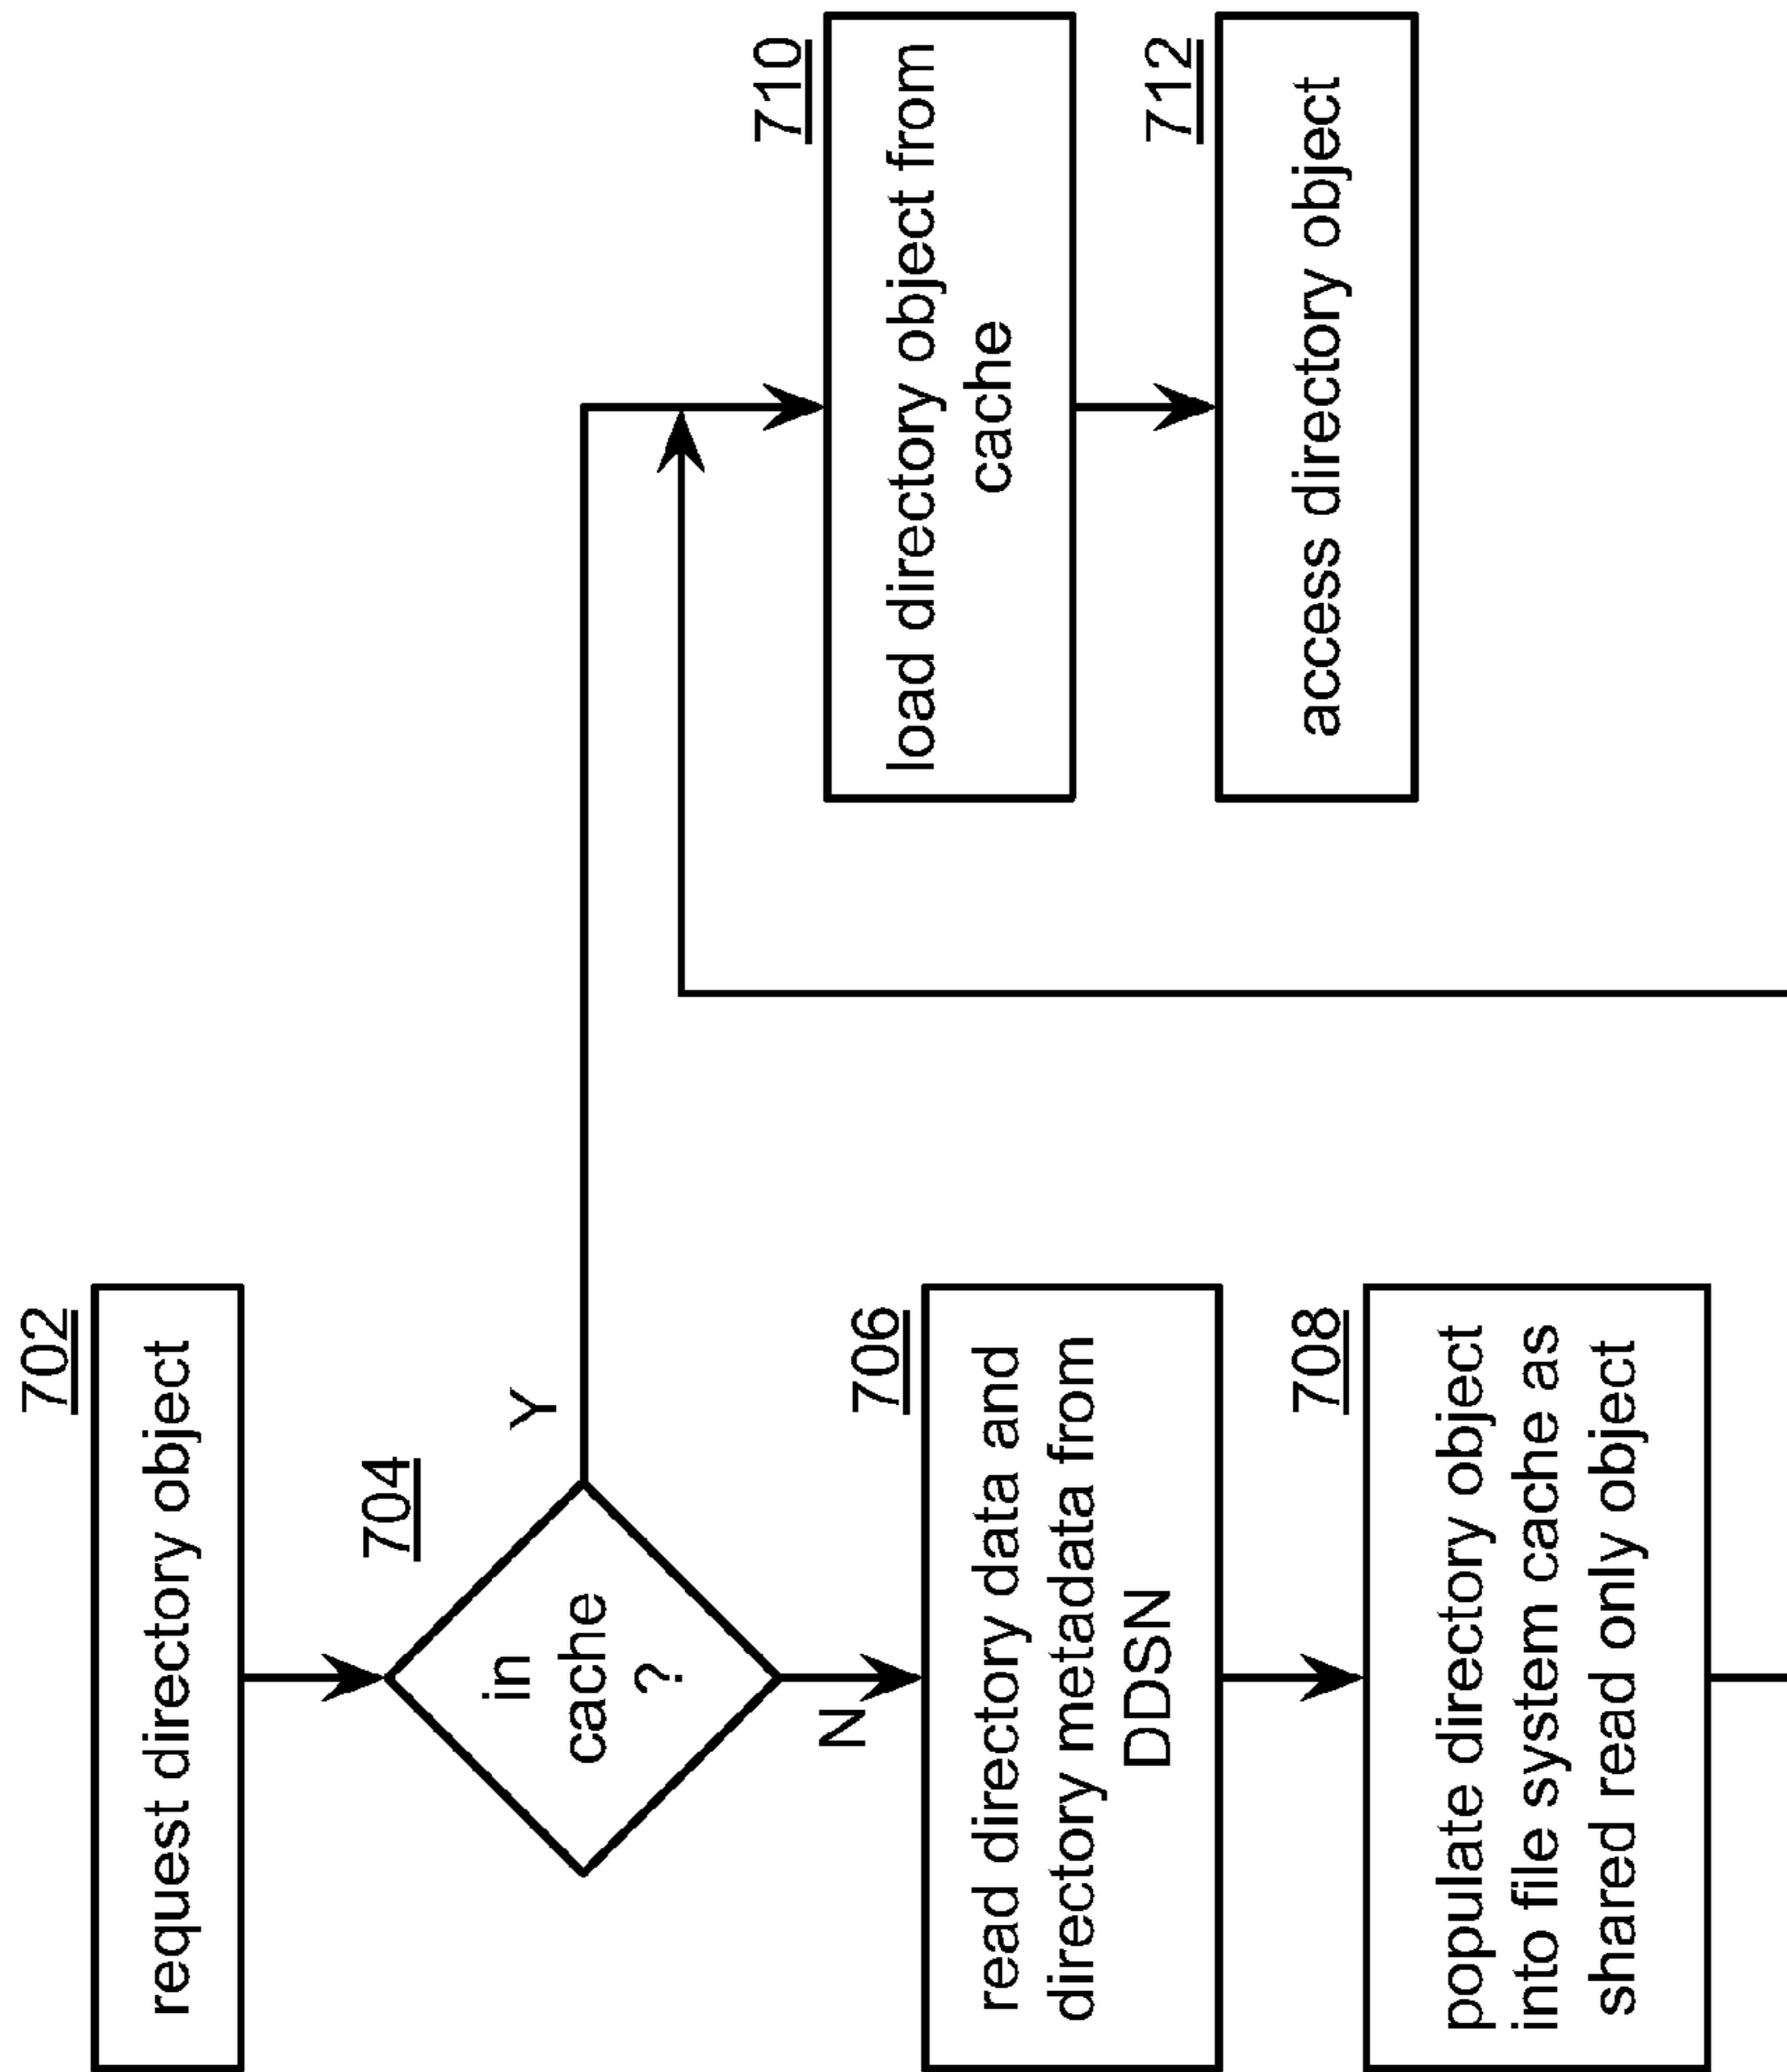 702
request directory object
704
in
cache
?
Y
N
706
read directory data and
directory metadata from
DDSN
708
populate directory object
into file system cache as
shared read only object
710
load directory object from
cache
712
access directory object